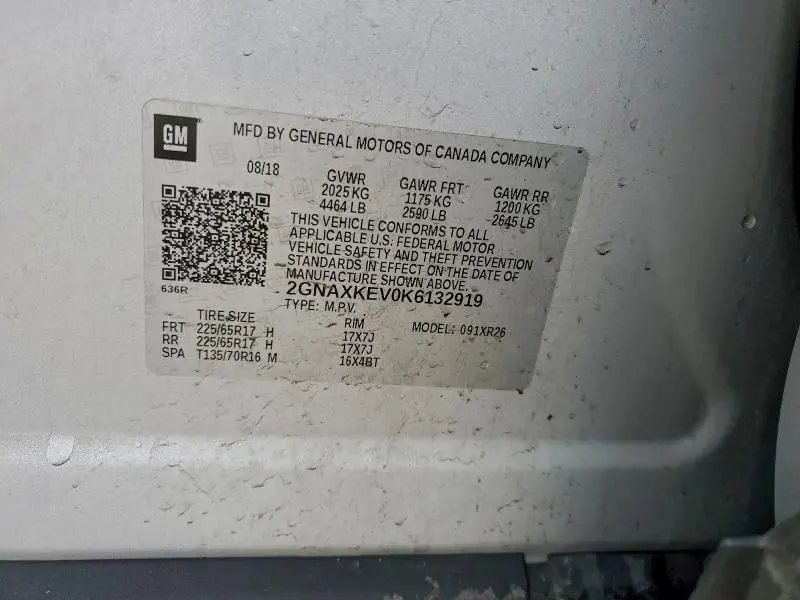 GM
MFD BY GENERAL MOTORS OF CANADA COMPANY
08/18 GVWR GAWR FRT GAWR RR
2025 KG 1175 KG 1200 KG
4464 LB 2590 LB 2645 LB
THIS VEHICLE CONFORMS TO ALL
APPLICABLE U.S. FEDERAL MOTOR
VEHICLE SAFETY AND THEFT PREVENTION
STANDARDS IN EFFECT ON THE DATE OF
MANUFACTURE SHOWN ABOVE.
636R
2GNAXKEV0K6132919
TYPE: M.P.V. MODEL: 091XR26
TIRE SIZE RIM
FRT 225/65R17 H 17X7J
RR 225/65R17 H 17X7J
SPA T135/70R16 M 16X4BT